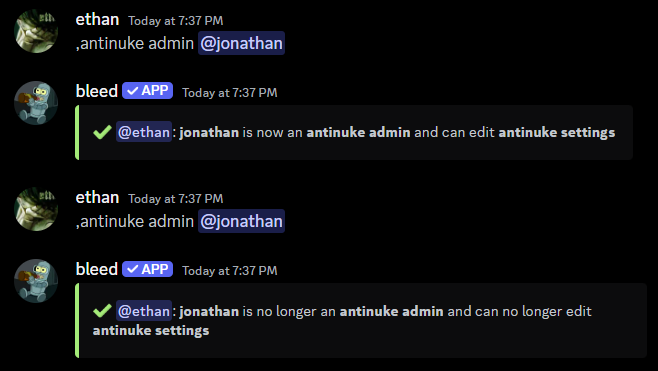 ethan Today at 7:37 PM
,antinuke admin @jonathan
bleed ✓ APP Today at 7:37 PM
@ethan: jonathan is now an antinuke admin and can edit antinuke settings
ethan Today at 7:37 PM
,antinuke admin @jonathan
bleed ✓ APP Today at 7:37 PM
@ethan: jonathan is no longer an antinuke admin and can no longer edit
antinuke settings